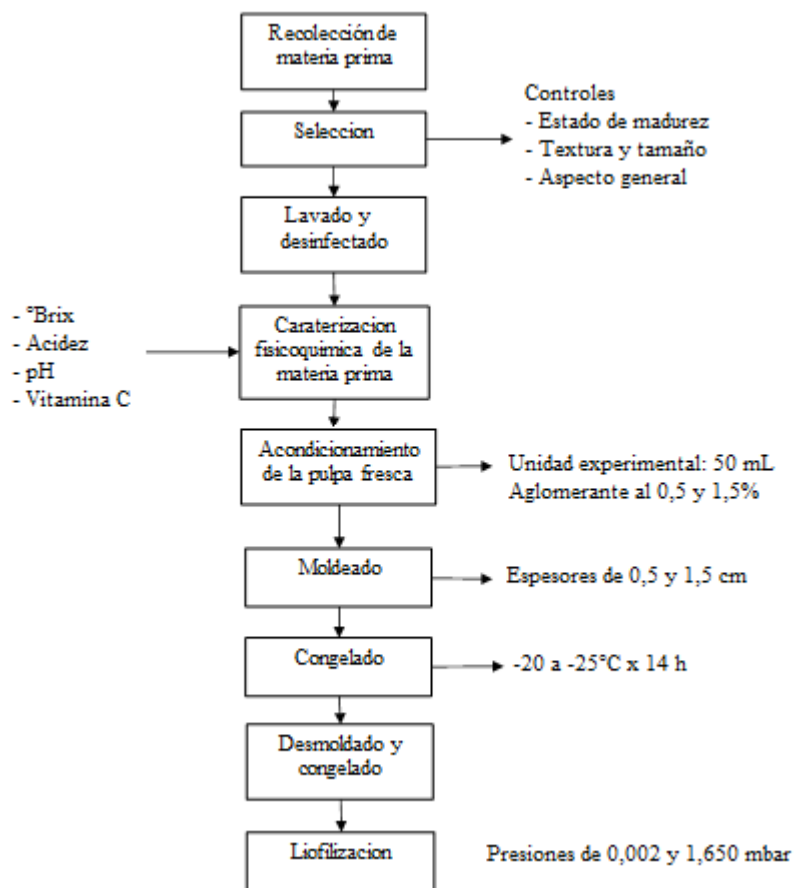 Recolección de
materia prima
Seleccion
Controles
- Estado de madurez
- Textura y tamaño
- Aspecto general
Lavado y
desinfectado
- °Brix
- Acidez
- pH
- Vitamina C
Caraterizacion
fisicoquimica de la
materia prima
Acondicionamiento
de la pulpa fresca
Unidad experimental: 50 mL
Aglomerante al 0,5 y 1,5%
Moldeado
Espesores de 0,5 y 1,5 cm
Congelado
-20 a -25°C x 14 h
Desmoldado y
congelado
Liofilizacion
Presiones de 0,002 y 1,650 mbar